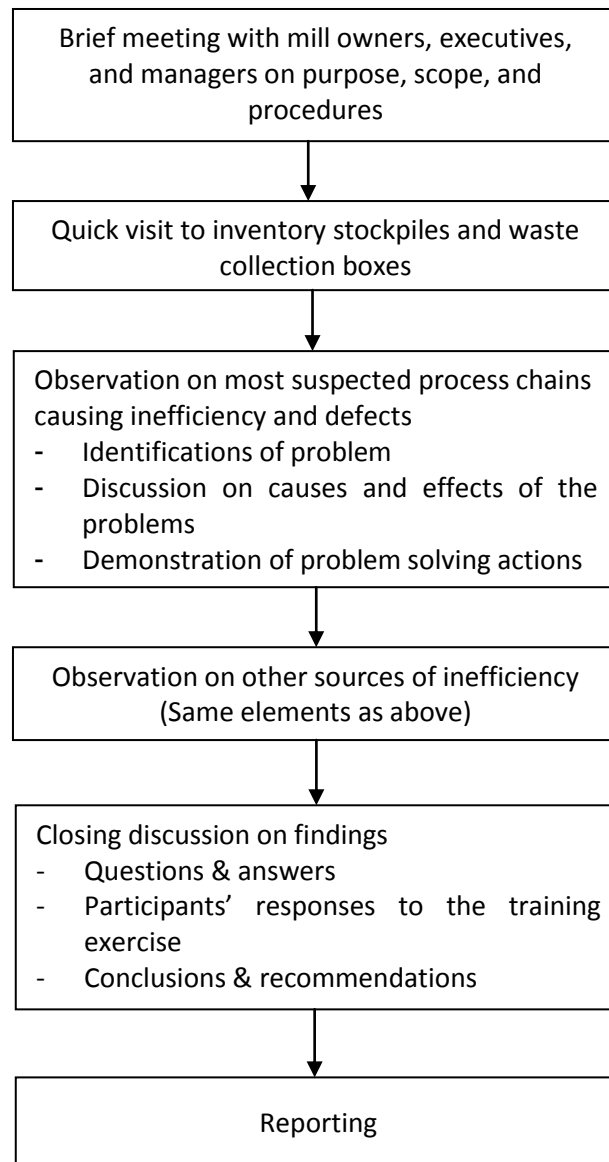 Brief meeting with mill owners, executives,
and managers on purpose, scope, and
procedures
Quick visit to inventory stockpiles and waste
collection boxes
Observation on most suspected process chains
causing inefficiency and defects
- Identifications of problem
- Discussion on causes and effects of the
problems
- Demonstration of problem solving actions
Observation on other sources of inefficiency
(Same elements as above)
Closing discussion on findings
- Questions & answers
- Participants’ responses to the training
exercise
- Conclusions & recommendations
Reporting